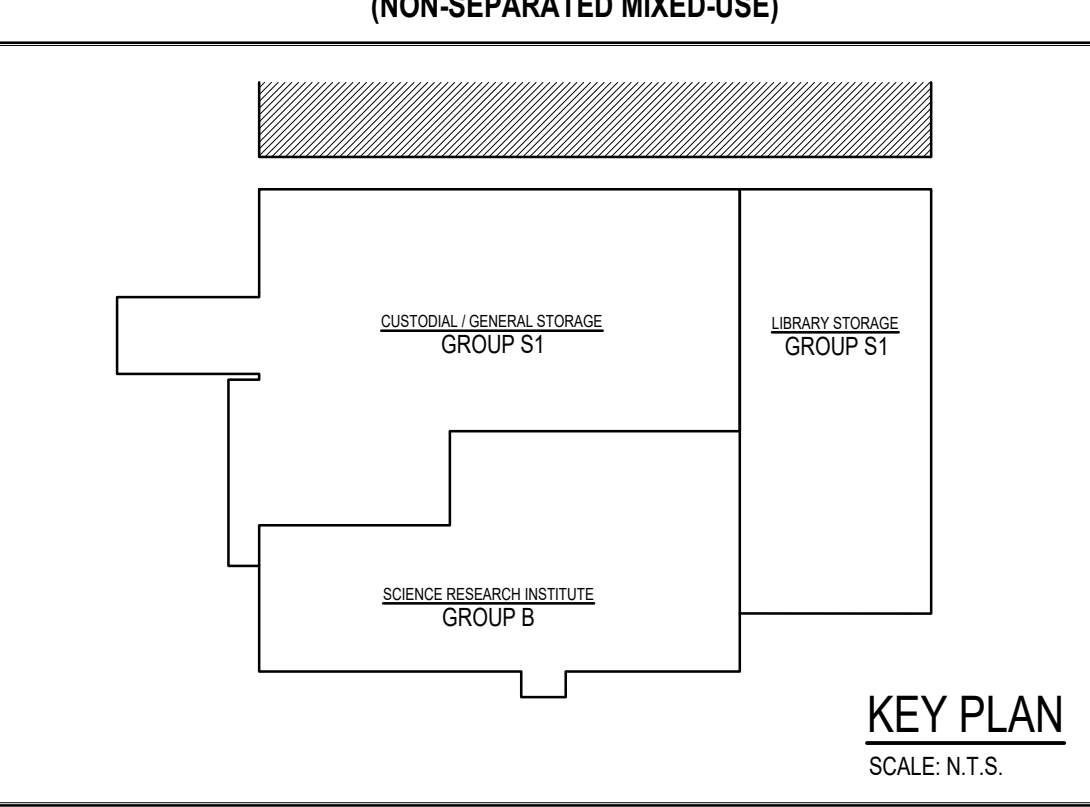 (NON-SEPARATED MIXED-USE)
CUSTODIAL / GENERAL STORAGE
GROUP S1
LIBRARY STORAGE
GROUP S1
SCIENCE RESEARCH INSTITUTE
GROUP B
KEY PLAN
SCALE: N.T.S.